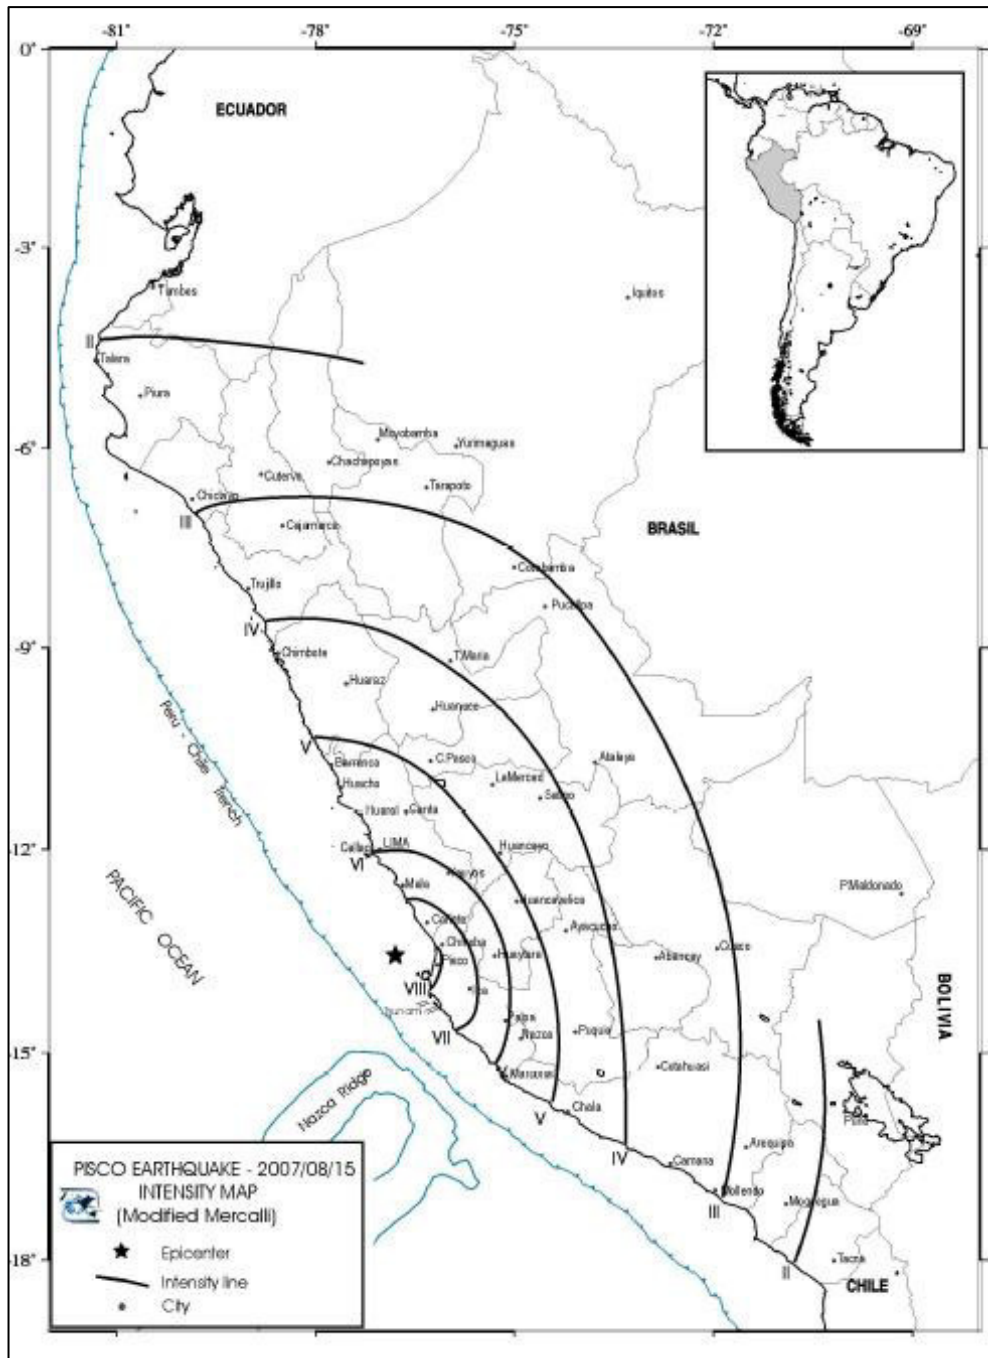 -81° -78° -75° -72° -69°
0°
ECUADOR
-3°
Tumbes
Iquitos
II
Talara
Piura
-6°
Moyobamba
Yurimaguas
Chachapoyas
Cutervo
Tarapoto
Chiclayo
III
Cajamarca
BRASIL
Trujillo
Pucallpa
IV
-9°
Chimbote
T.Maria
Huaraz
Huanuco
Peru - Chile Trench
V
Barranca
C.Pasco
Atalaya
Huacho
LaMerced
Satipo
Huaral
Canta
-12°
Callao
LIMA
Huancayo
VI
Yauyos
Mala
P.Maldonado
Huancavelica
PACIFIC OCEAN
Cañete
Ayacucho
Chincha
Cusco
Pisco
Huaytara
Abancay
VIII
Ica
BOLIVIA
Tsunami
Palpa
VII
Nazca
Puquio
-15°
Marcona
Cotahuasi
Nazca Ridge
Chala
V
Puno
IV
Arequipa
Camana
Mollendo
III
Moquegua
-18°
II
Tacna
CHILE
PISCO EARTHQUAKE - 2007/08/15
INTENSITY MAP
(Modified Mercalli)
Epicenter
Intensity line
City